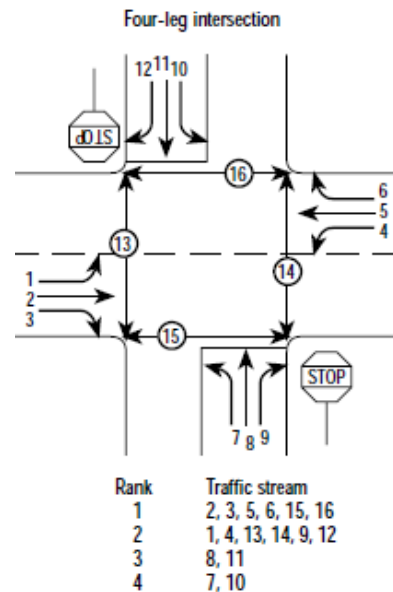 Four-leg intersection
12 11 10
STOP
16
6
5
4
13
14
1
2
3
15
STOP
7 8 9
Rank Traffic stream
1 2, 3, 5, 6, 15, 16
2 1, 4, 13, 14, 9, 12
3 8, 11
4 7, 10